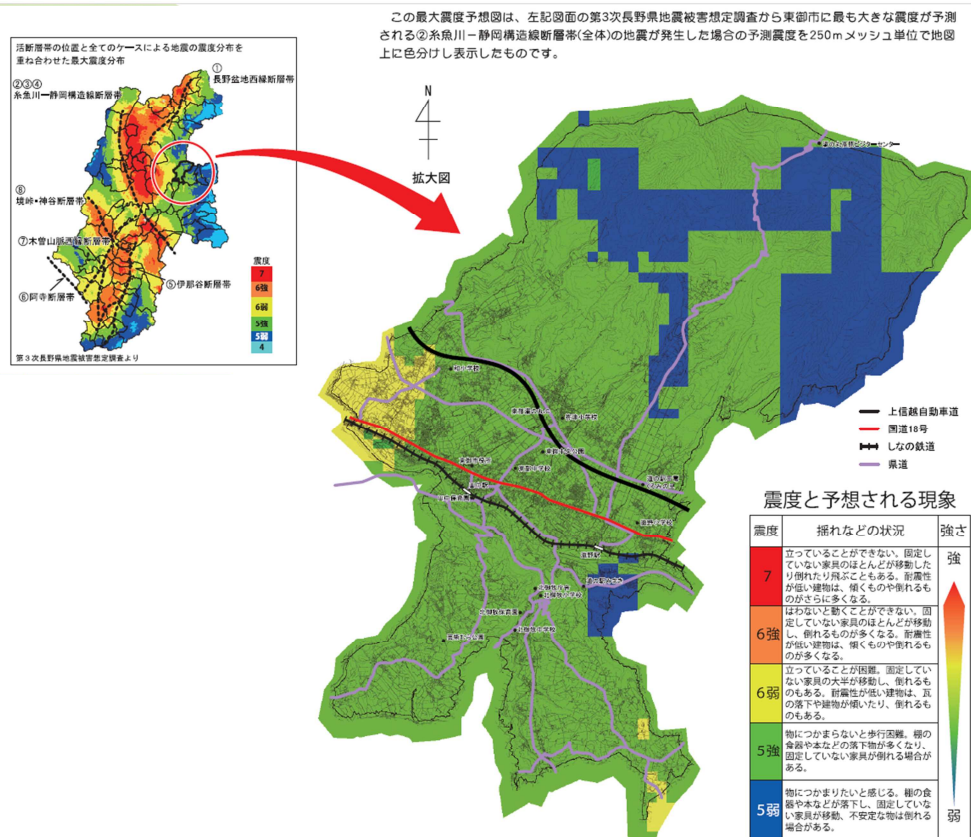 この最大震度予想図は、左記図面の第3次長野県地震被害想定調査から東御市に最も大きな震度が予測
される②糸魚川－静岡構造線断層帯(全体)の地震が発生した場合の予測震度を250mメッシュ単位で地図
上に色分けし表示したものです。
活断層帯の位置と全てのケースによる地震の震度分布を
重ね合わせた最大震度分布
①
長野盆地西縁断層帯
②③④
糸魚川ー静岡構造線断層帯
⑧
境峠・神谷断層帯
⑦木曽山脈西縁断層帯
⑥阿寺断層帯
⑤伊那谷断層帯
震度
7
6強
6弱
5強
5弱
4
第3次長野県地震被害想定調査より
N
拡大図
上信越自動車道
国道18号
しなの鉄道
県道
震度と予想される現象
震度
揺れなどの状況
強さ
7
立っていることができない。固定し
ていない家具のほとんどが移動した
り倒れたり飛ぶこともある。耐震性
が低い建物は、傾くものや倒れるも
のがさらに多くなる。
6強
はわないと動くことができない。固
定していない家具のほとんどが移動
し、倒れるものが多くなる。耐震性
が低い建物は、傾くものや倒れるもの
が多くなる。
6弱
立っていることが困難。固定してい
ない家具の大半が移動し、倒れるも
のもある。耐震性が低い建物は、瓦
の落下や建物が傾いたり、倒れる
ものもある。
5強
物につかまらないと歩行困難。棚の
食器や本などの落下物が多くなり、
固定していない家具が倒れる場合が
ある。
5弱
物につかまりたいと感じる。棚の食
器や本などが落下し、固定していな
い家具が移動、不安定な物は倒れる
場合がある。
強
弱